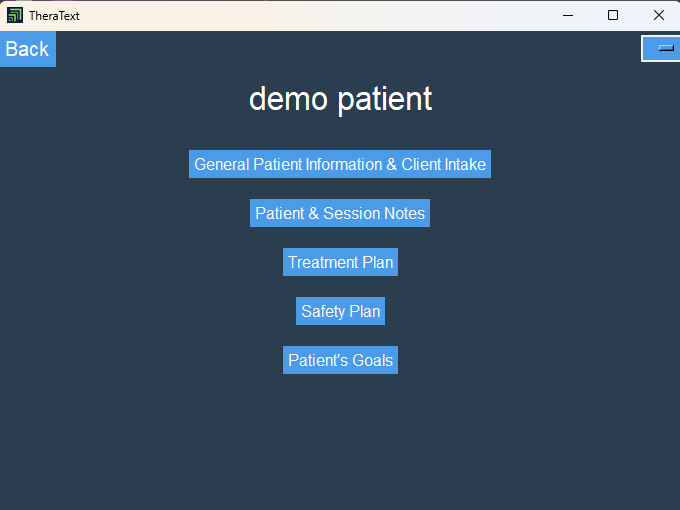 TheraText
Back
demo patient
General Patient Information & Client Intake
Patient & Session Notes
Treatment Plan
Safety Plan
Patient's Goals